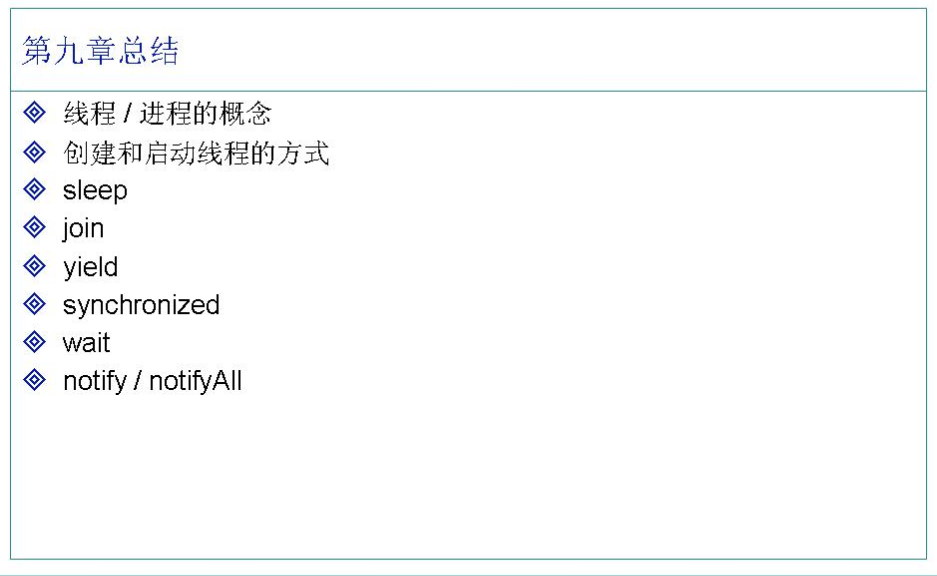 第九章总结
线程 / 进程的概念
创建和启动线程的方式
sleep
join
yield
synchronized
wait
notify / notifyAll